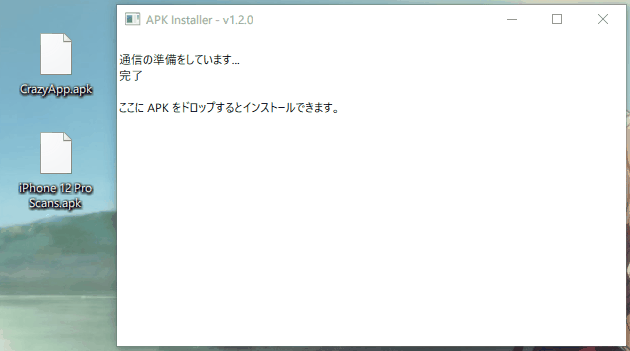 CrazyApp.apk
iPhone 12 Pro
Scans.apk
APK Installer - v1.2.0
通信の準備をしています...
完了
ここに APK をドロップするとインストールできます。